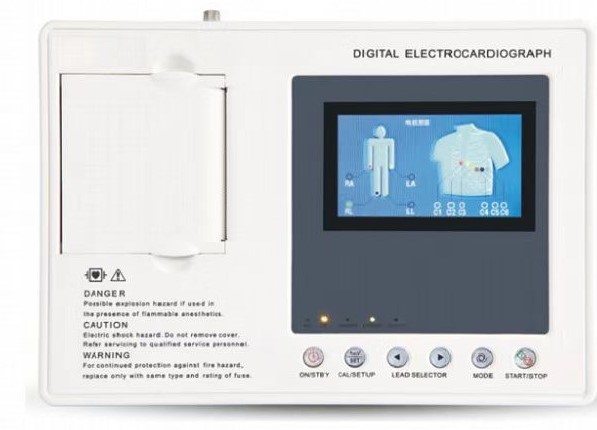 DIGITAL ELECTROCARDIOGRAPH
RA
LA
RL
LL
C1 C2 C3 C4 C5 C6
DANGER
Possible explosion hazard if used in
the presence of flammable anesthetics.
CAUTION
Electric shock hazard. Do not remove cover.
Refer servicing to qualified service personnel.
WARNING
For continued protection against fire hazard,
replace only with same type and rating of fuse.
1mV
SET
ON/STBY CAL/SETUP LEAD SELECTOR MODE START/STOP